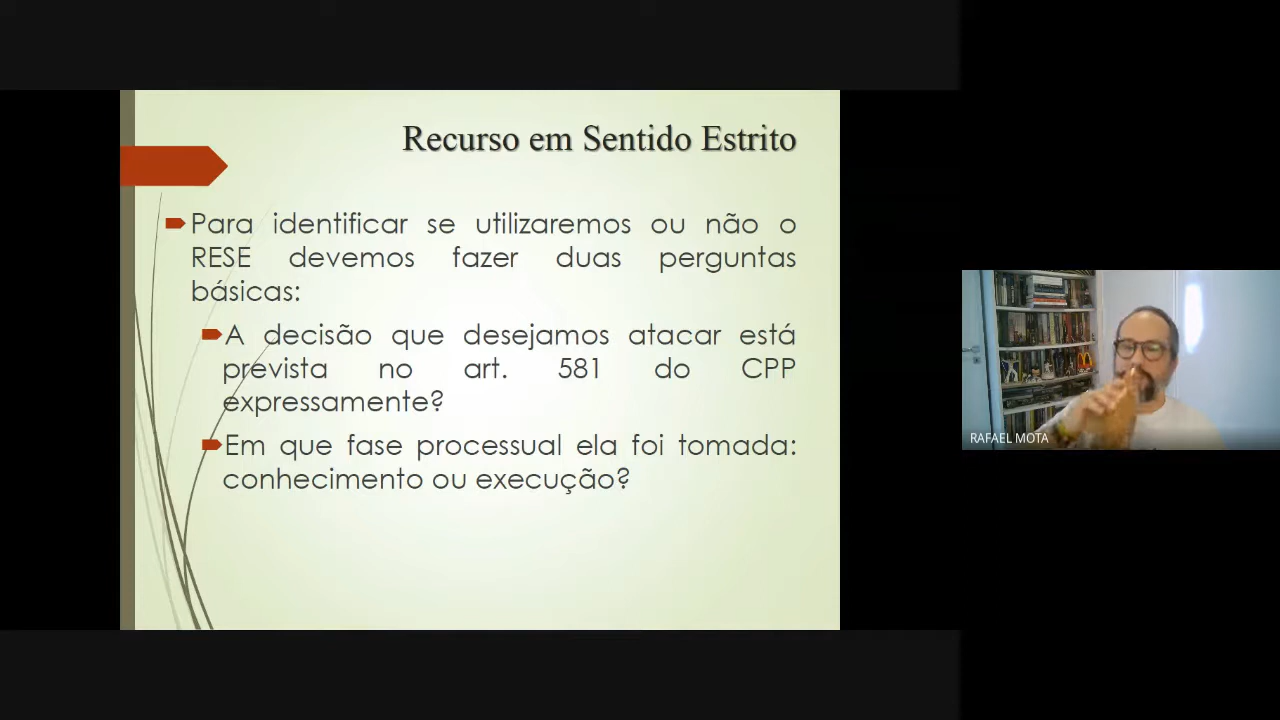 Recurso em Sentido Estrito
Para identificar se utilizaremos ou não o
RESE devemos fazer duas perguntas
básicas:
A decisão que desejamos atacar está
prevista no art. 581 do CPP
expressamente?
Em que fase processual ela foi tomada:
conhecimento ou execução?
RAFAEL MOTA